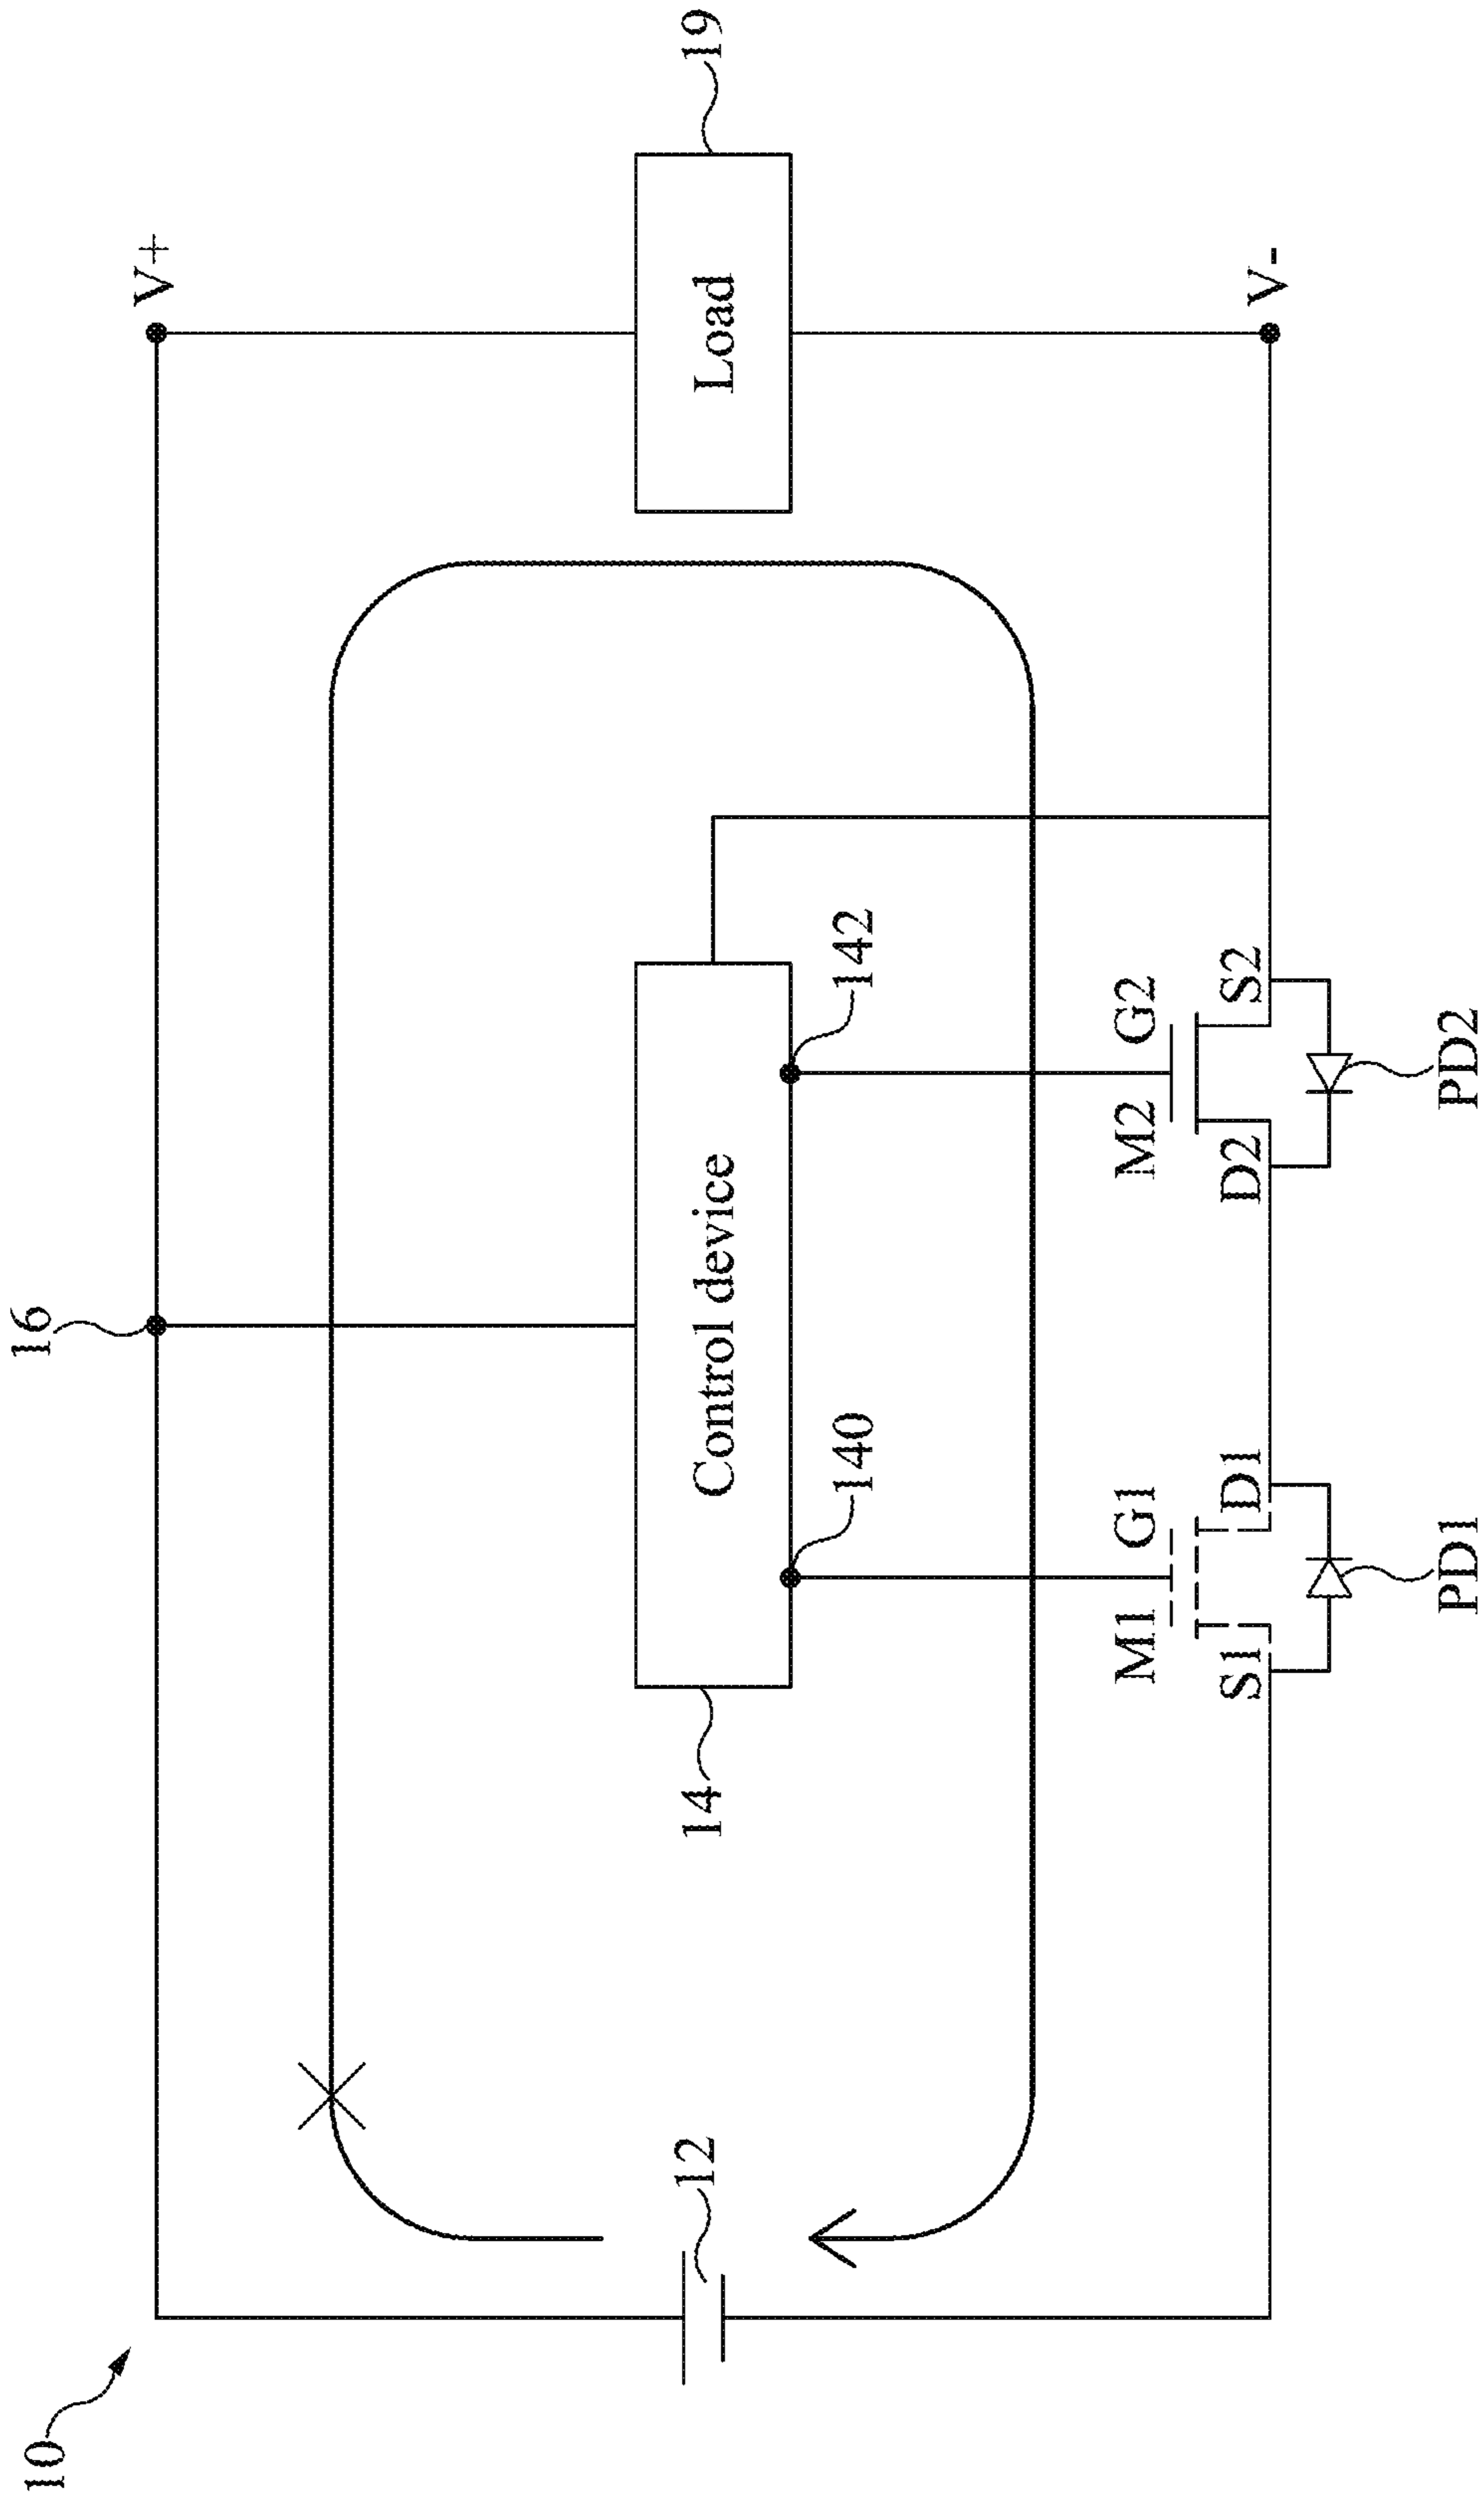 10
16
V+
12
14
Control device
Load
19
140
142
M1
G1
M2
G2
S1
D1
D2
S2
V-
PD1
PD2